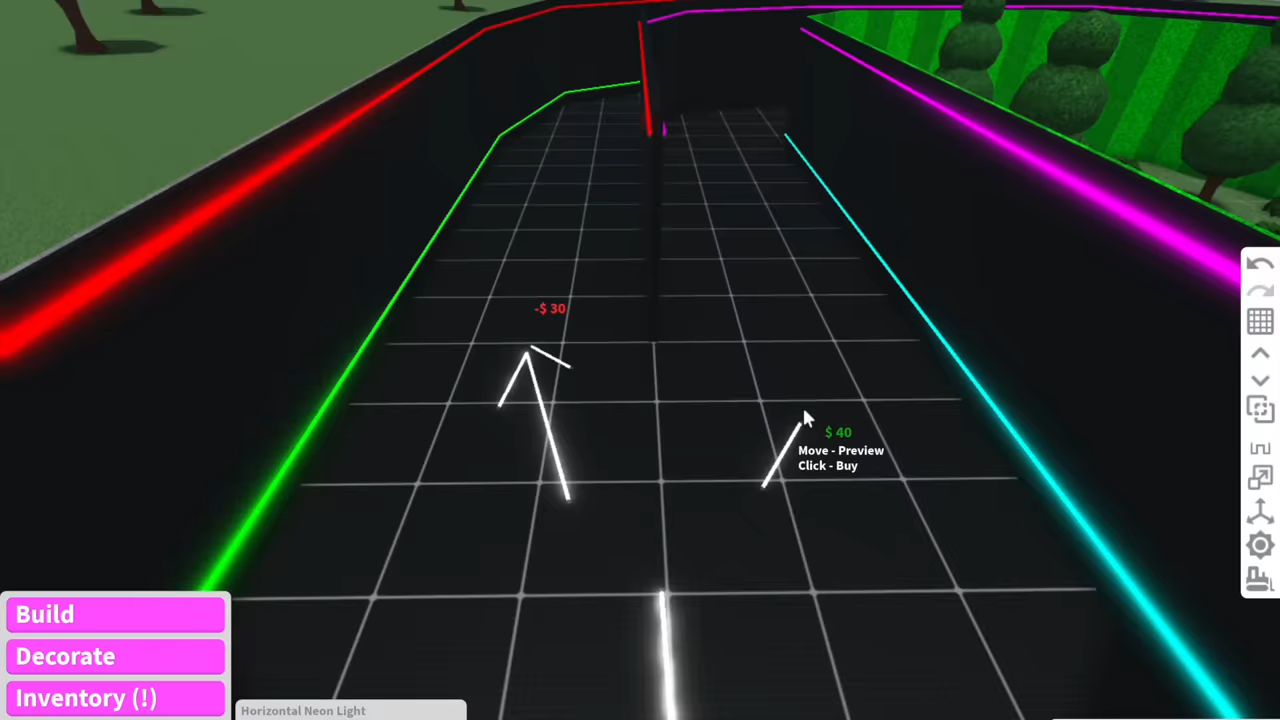 -$ 30
$ 40
Move - Preview
Click - Buy
Build
Decorate
Inventory (!)
Horizontal Neon Light